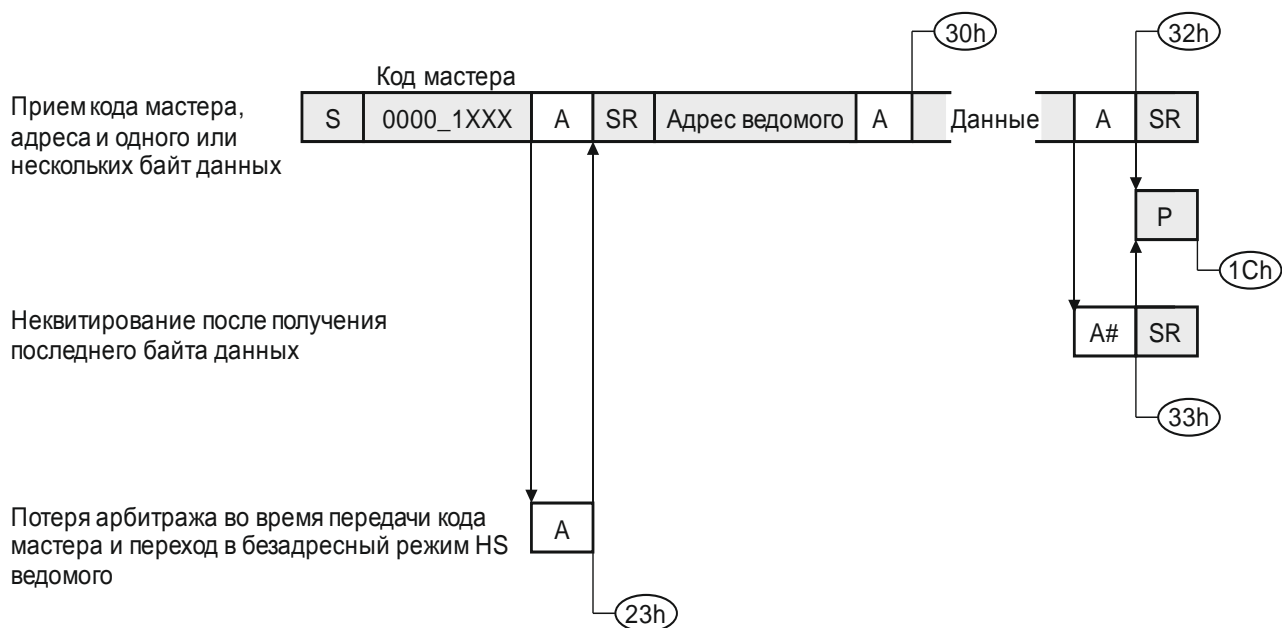 30h
32h
Код мастера
Прием кода мастера,
адреса и одного или
нескольких байт данных
S 0000_1XXX A SR Адрес ведомого A Данные A SR
P
1Ch
Неквитирование после получения
последнего байта данных
A# SR
33h
Потеря арбитража во время передачи кода
мастера и переход в безадресный режим HS
ведомого
A
23h